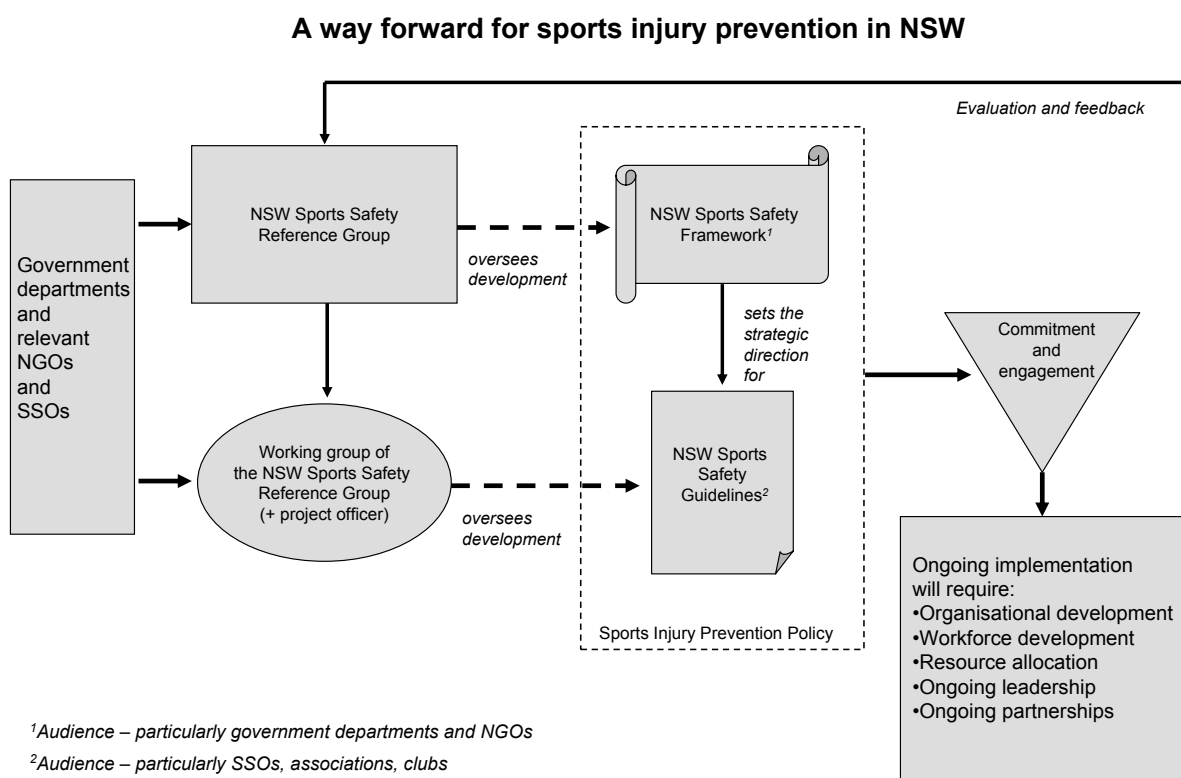 A way forward for sports injury prevention in NSW
Evaluation and feedback
Government
departments
and
relevant
NGOs
and
SSOs
NSW Sports Safety
Reference Group
oversees
development
NSW Sports Safety
Framework¹
sets the
strategic
direction
for
Commitment
and
engagement
Working group of
the NSW Sports Safety
Reference Group
(+ project officer)
oversees
development
NSW Sports
Safety
Guidelines²
Sports Injury Prevention Policy
Ongoing implementation
will require:
•Organisational development
•Workforce development
•Resource allocation
•Ongoing leadership
•Ongoing partnerships
¹Audience – particularly government departments and NGOs
²Audience – particularly SSOs, associations, clubs